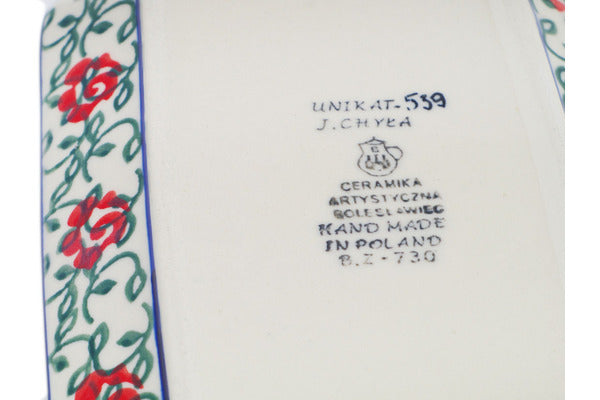 UNIKAT-539
J. CHYŁA
CERAMIKA
ARTYSTYCZNA
BOLESŁAWIEC
HAND MADE
IN POLAND
B.Z - 730